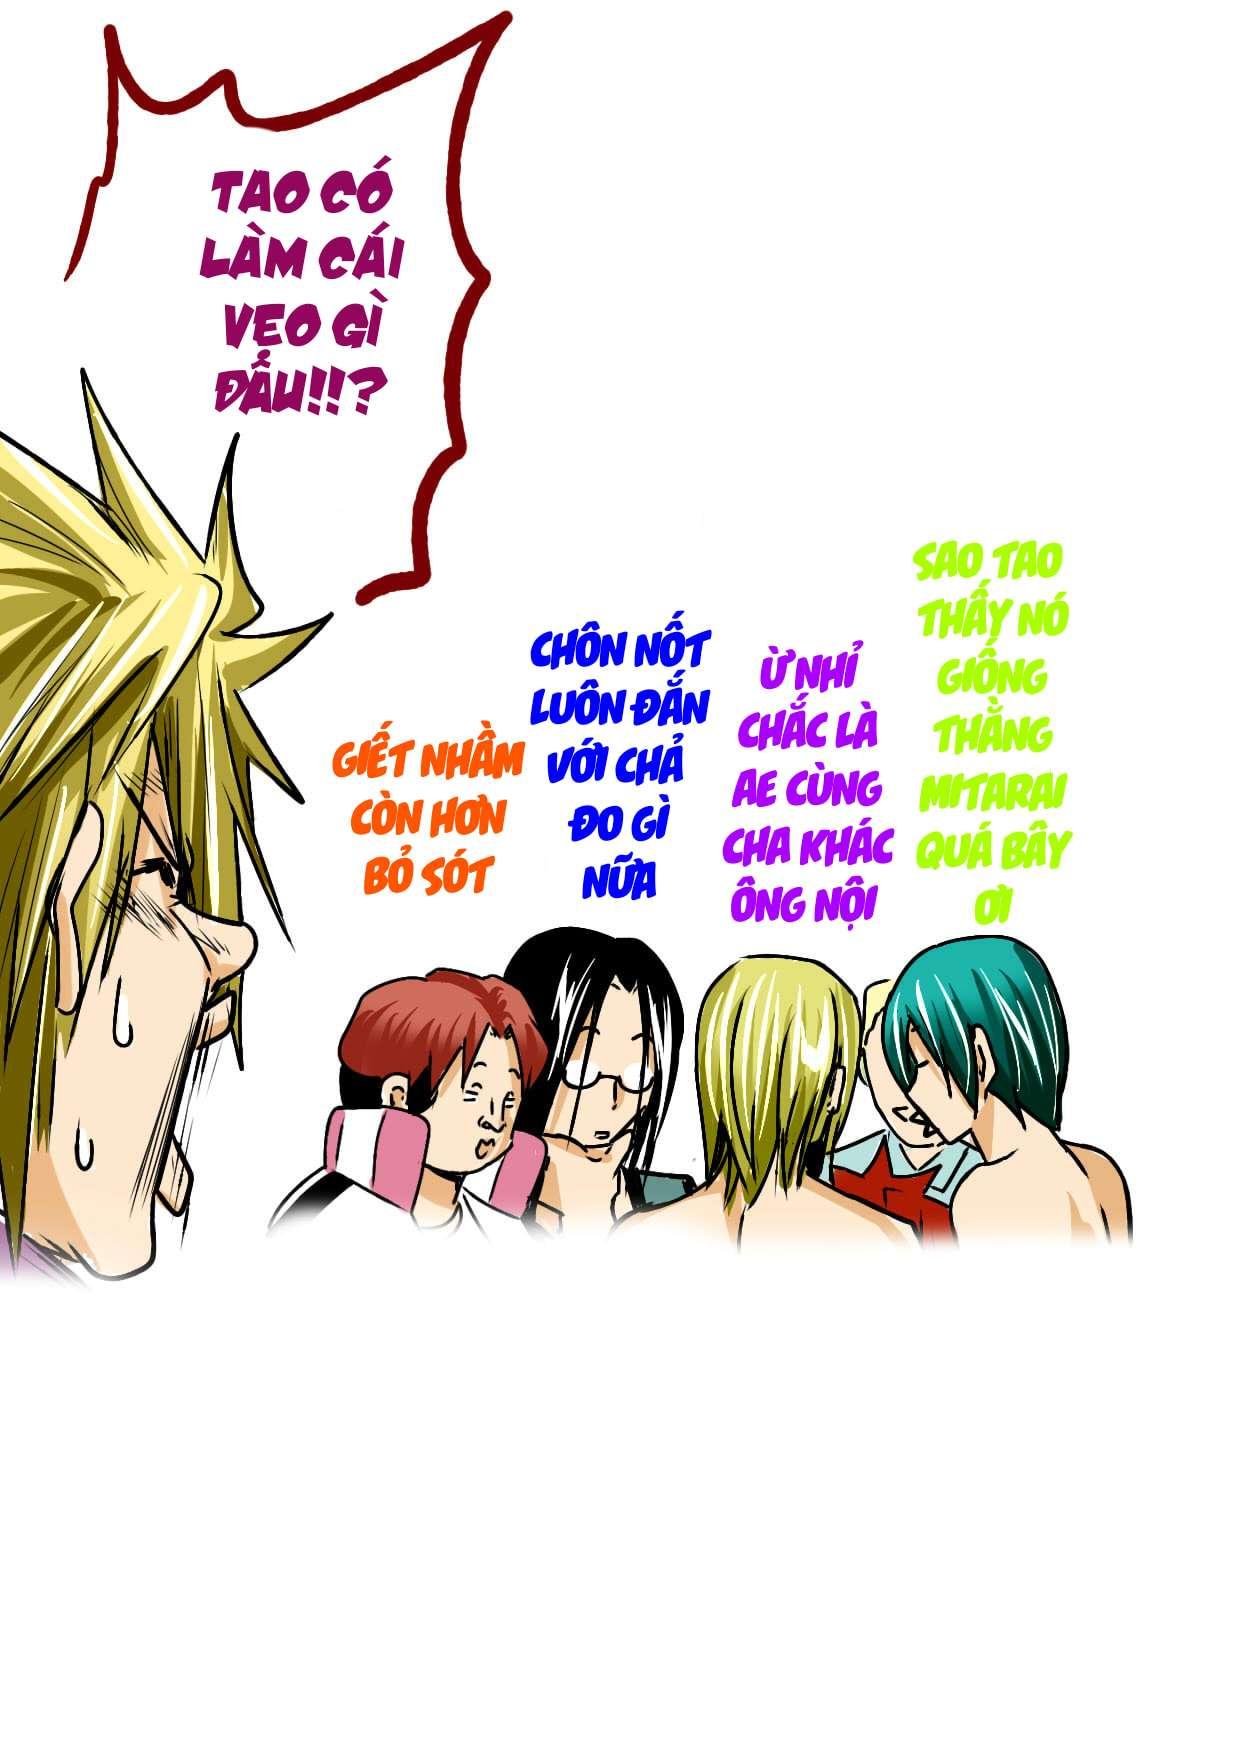 TAO CÓ
LÀM CÁI
VẸO GÌ
ĐÂU!!?
SAO TAO
THẤY NÓ
GIỐNG
THẰNG
MITARAI
QUÁ BÂY
ƠI
Ừ NHỈ
CHẮC LÀ
AE CÙNG
CHA KHÁC
ÔNG NỘI
CHÔN NỐT
LUÔN ĐẮN
VỚI CHẢ
ĐO GÌ
NỮA
GIẾT NHẦM
CÒN HƠN
BỎ SÓT